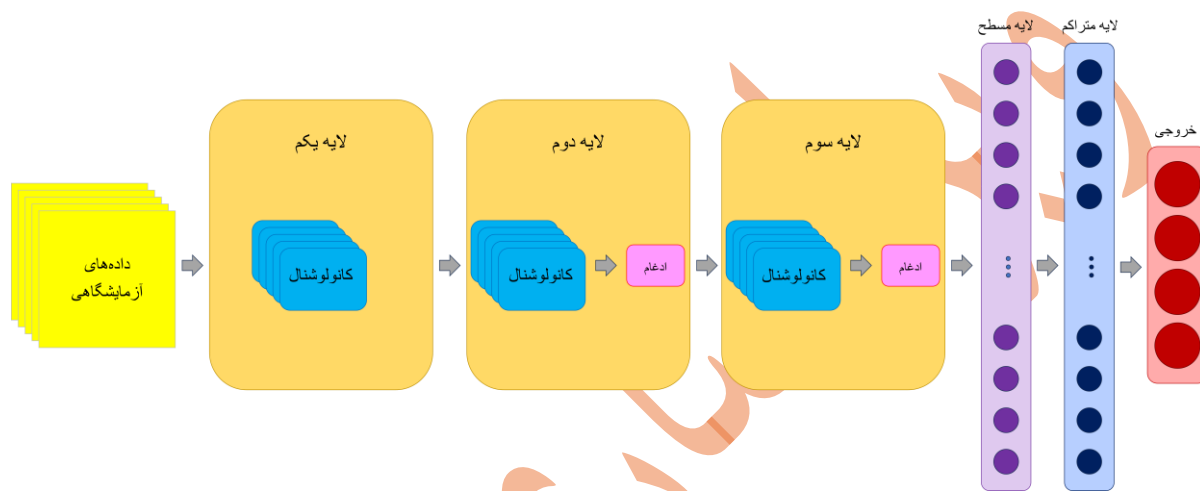 لایه متراکم
لایه مسطح
خروجی
لایه یکم
لایه دوم
لایه سوم
داده‌های
آزمایشگاهی
کانولوشنال
کانولوشنال
ادغام
کانولوشنال
ادغام